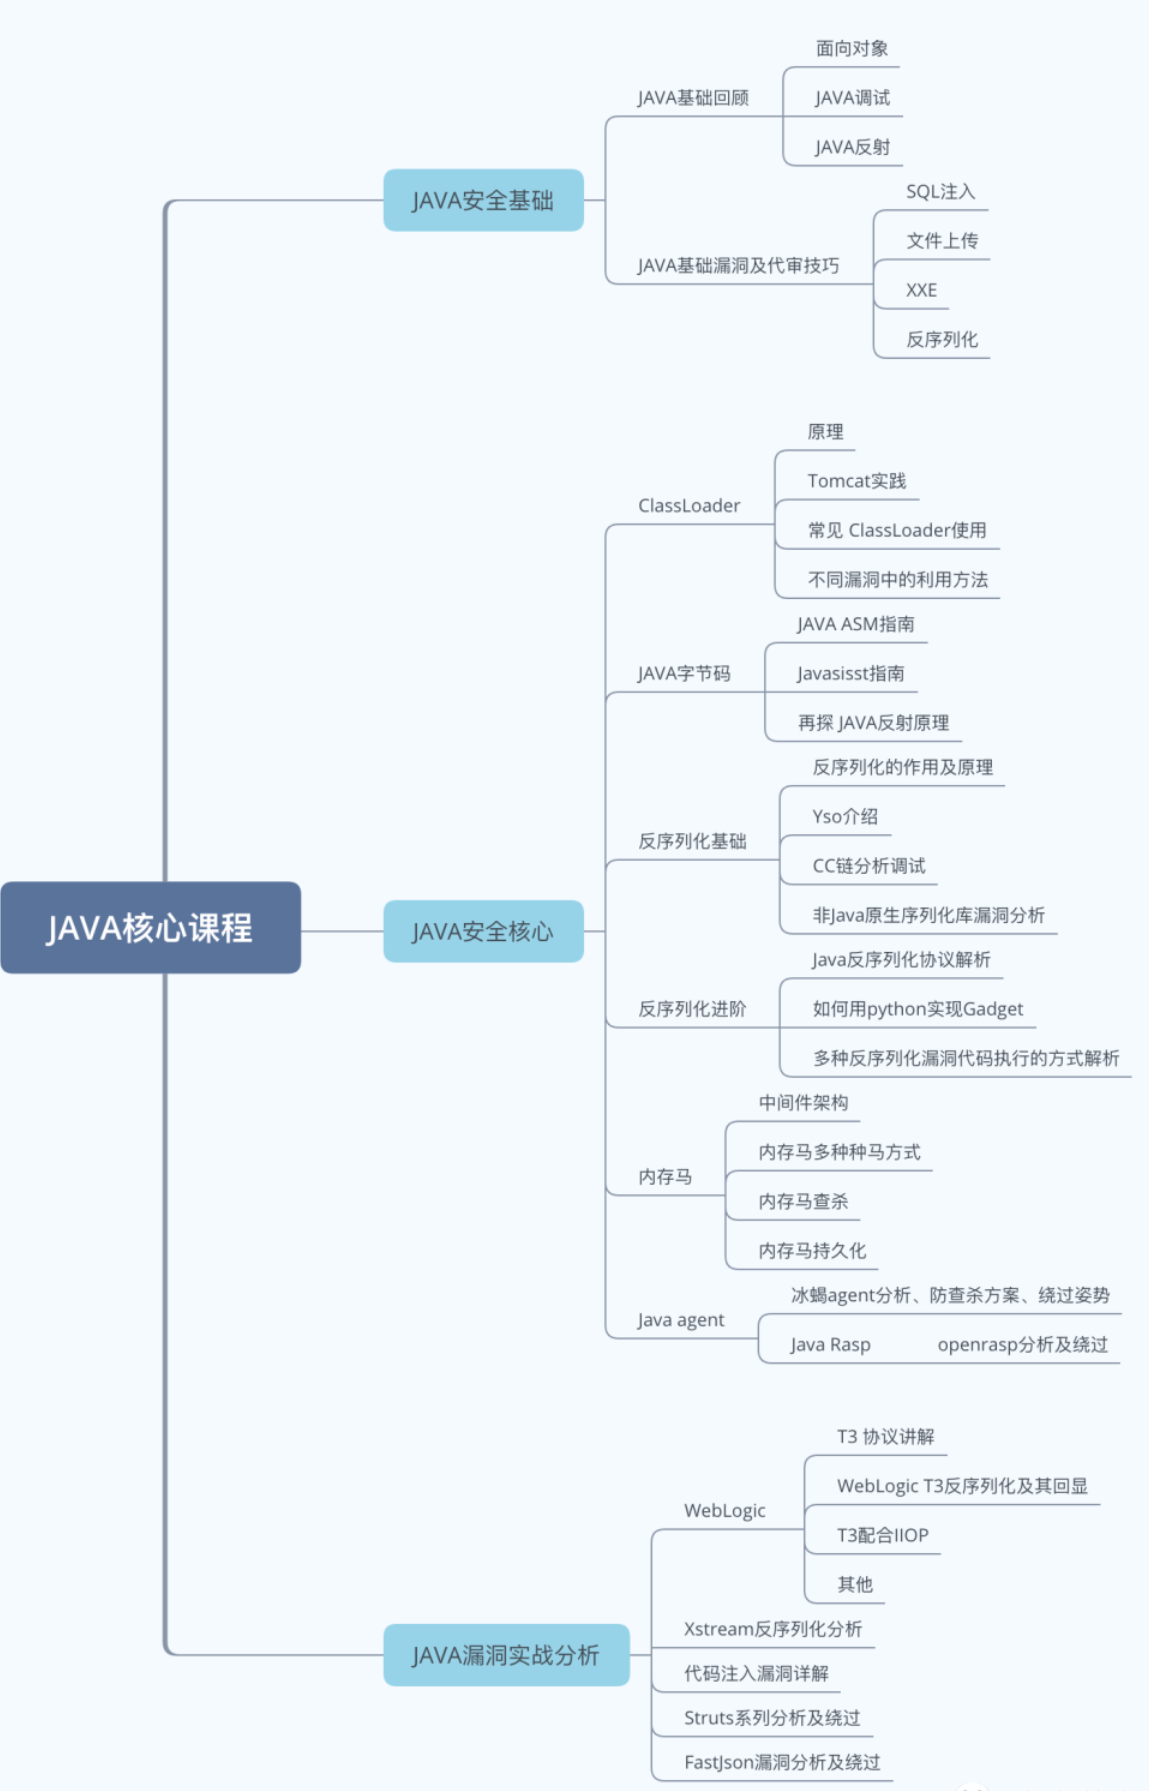 面向对象
JAVA基础回顾
JAVA调试
JAVA反射
JAVA安全基础
SQL注入
文件上传
JAVA基础漏洞及代审技巧
XXE
反序列化
原理
Tomcat实践
ClassLoader
常见 ClassLoader使用
不同漏洞中的利用方法
JAVA ASM指南
JAVA字节码
Javasisst指南
再探 JAVA反射原理
反序列化的作用及原理
Yso介绍
反序列化基础
CC链分析调试
非Java原生序列化库漏洞分析
JAVA核心课程
JAVA安全核心
Java反序列化协议解析
反序列化进阶
如何用python实现Gadget
多种反序列化漏洞代码执行的方式解析
中间件架构
内存马多种种马方式
内存马
内存马查杀
内存马持久化
冰蝎agent分析、防查杀方案、绕过姿势
Java agent
Java Rasp openrasp分析及绕过
T3 协议讲解
WebLogic T3反序列化及其回显
WebLogic
T3配合IIOP
其他
Xstream反序列化分析
JAVA漏洞实战分析
代码注入漏洞详解
Struts系列分析及绕过
FastJson漏洞分析及绕过